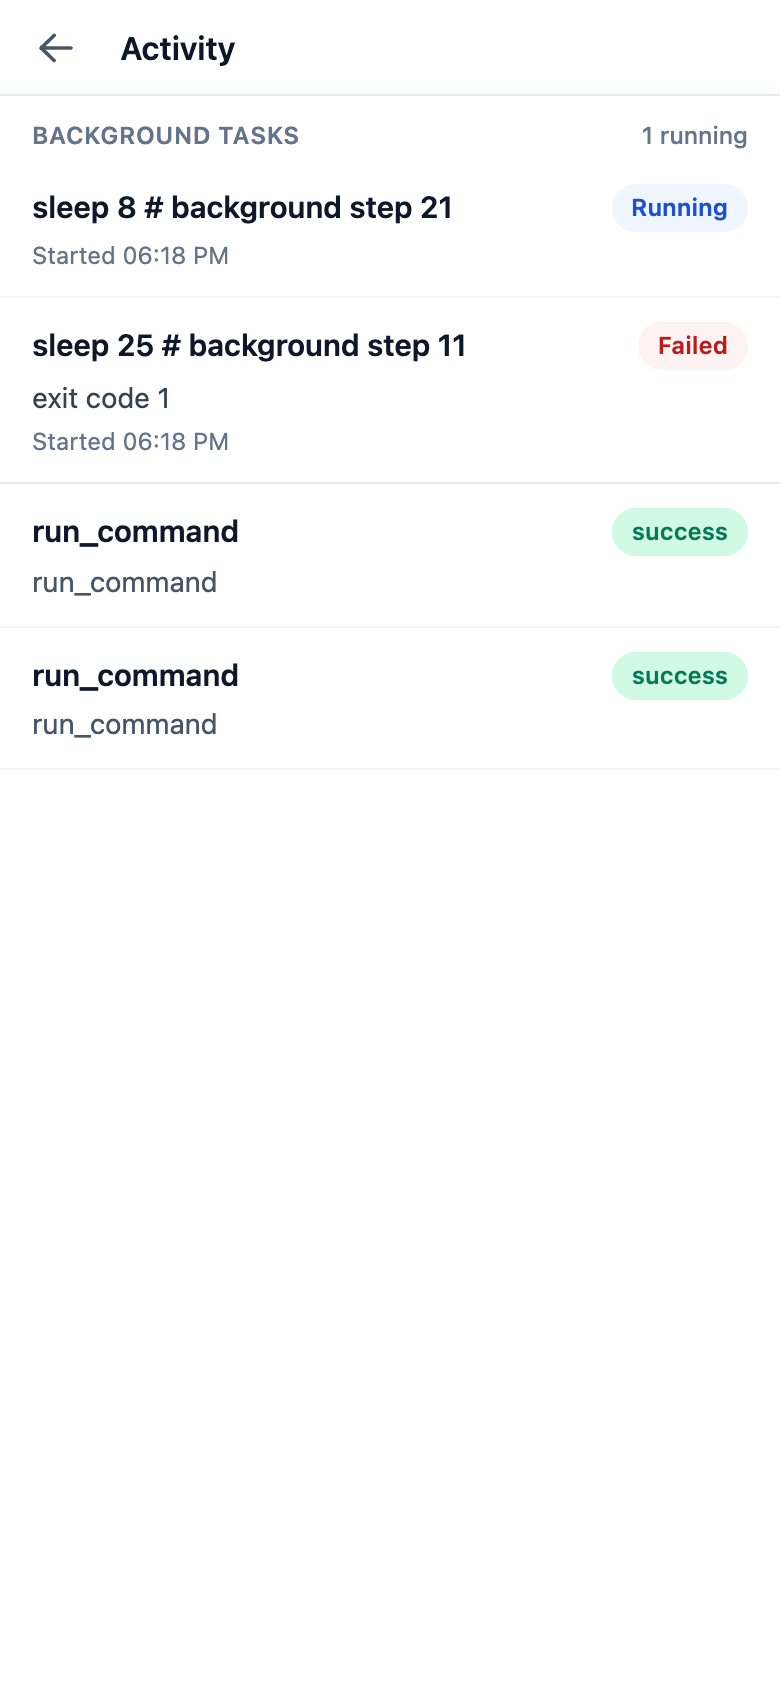 Activity
BACKGROUND TASKS
1 running
sleep 8 # background step 21
Running
Started 06:18 PM
sleep 25 # background step 11
Failed
exit code 1
Started 06:18 PM
run_command
success
run_command
run_command
success
run_command